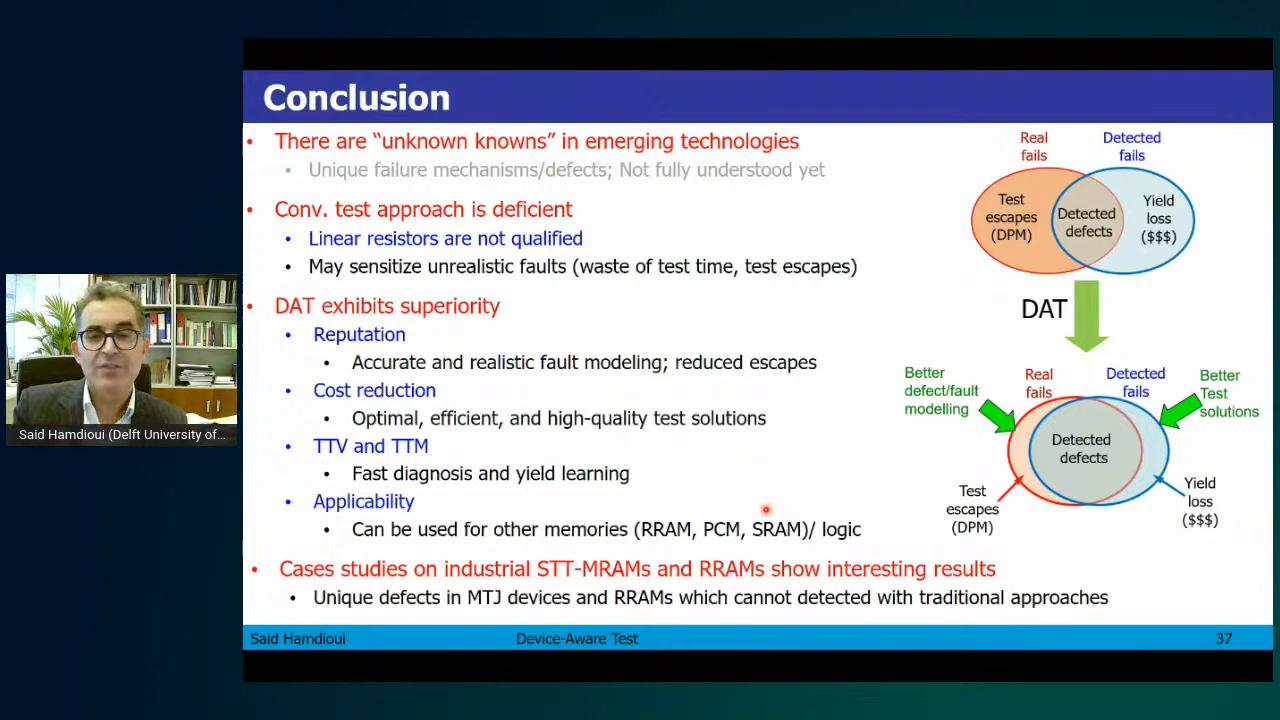 Conclusion
• There are “unknown knowns” in emerging technologies
• Unique failure mechanisms/defects; Not fully understood yet
• Conv. test approach is deficient
• Linear resistors are not qualified
• May sensitize unrealistic faults (waste of test time, test escapes)
• DAT exhibits superiority
• Reputation
• Accurate and realistic fault modeling; reduced escapes
• Cost reduction
• Optimal, efficient, and high-quality test solutions
• TTV and TTM
• Fast diagnosis and yield learning
• Applicability
• Can be used for other memories (RRAM, PCM, SRAM)/ logic
• Cases studies on industrial STT-MRAMs and RRAMs show interesting results
• Unique defects in MTJ devices and RRAMs which cannot detected with traditional approaches
Real
fails
Detected
fails
Test
escapes
(DPM)
Detected
defects
Yield
loss
($$$)
DAT
Better
defect/fault
modelling
Real
fails
Detected
fails
Better
Test
solutions
Detected
defects
Test
escapes
(DPM)
Yield
loss
($$$)
Said Hamdioui (Delft University of...
Said Hamdioui
Device-Aware Test
37